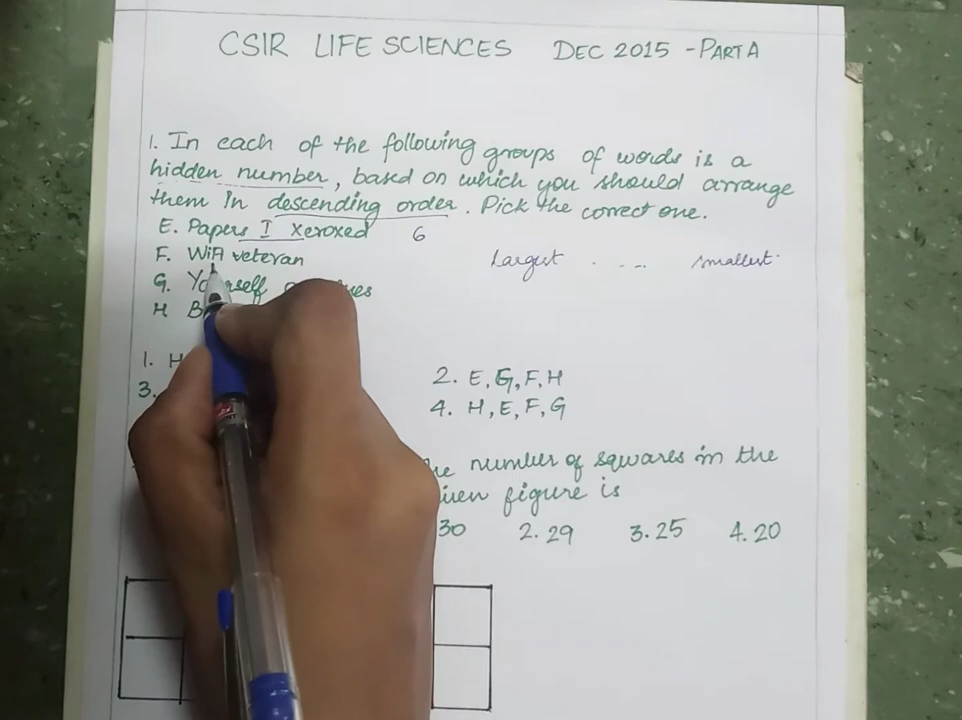 CSIR LIFE SCIENCES DEC 2015 - PART A
1. In each of the following groups of words is a
hidden number, based on which you should arrange
them in descending order. Pick the correct one.
E. Papers I Xeroxed 6
F. WiFi veteran Largest . ... smallest.
G.
H B
1. H
2. E, G, F, H
3.
4. H, E, F, G
number of squares in the
figure is
30 2. 29 3. 25 4. 20